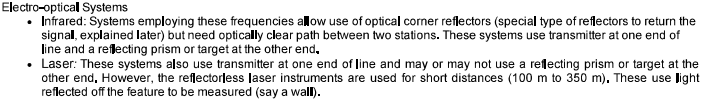 Electro-optical Systems
• Infrared: Systems employing these frequencies allow use of optical corner reflectors (special type of reflectors to return the
signal, explained later) but need optically clear path between two stations. These systems use transmitter at one end of
line and a reflecting prism or target at the other end.
• Laser: These systems also use transmitter at one end of line and may or may not use a reflecting prism or target at the
other end. However, the reflectorless laser instruments are used for short distances (100 m to 350 m). These use light
reflected off the feature to be measured (say a wall).